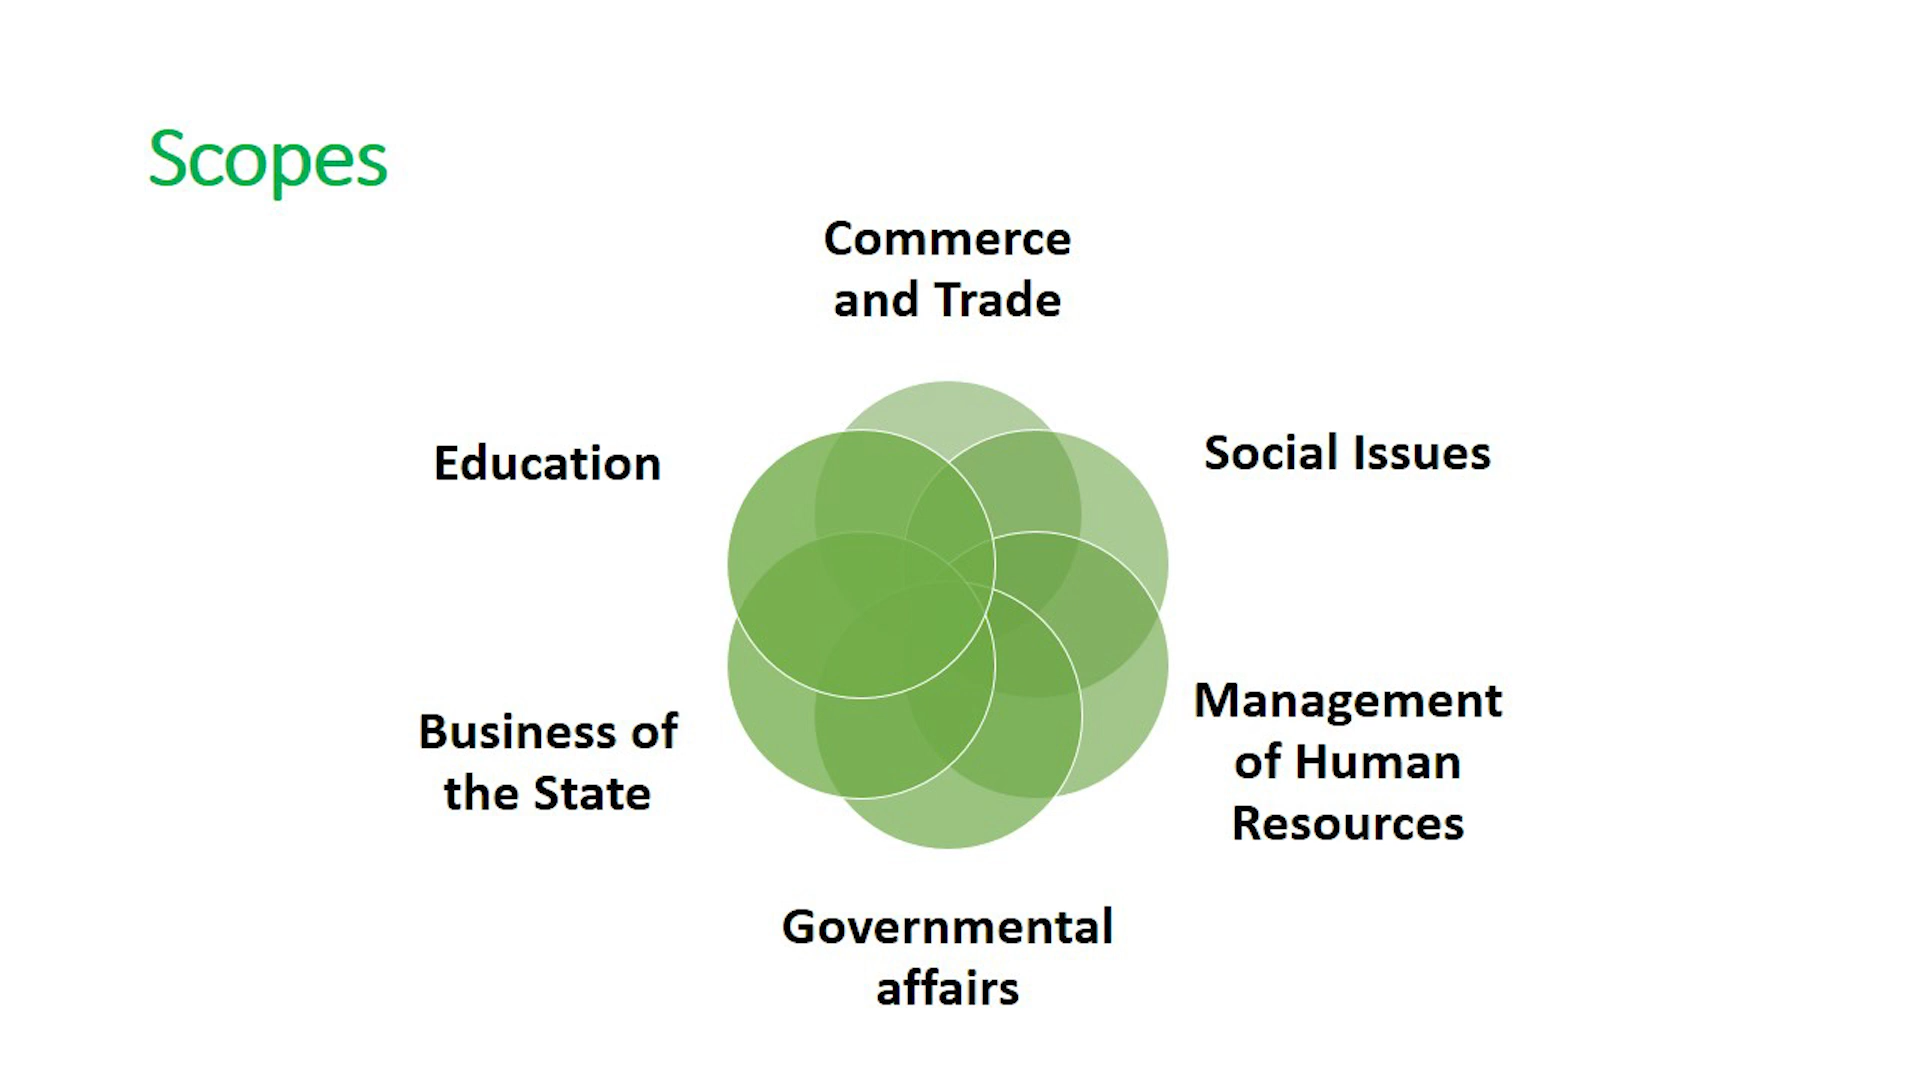 Scopes
Commerce
and Trade
Social Issues
Management
of Human
Resources
Governmental
affairs
Business of
the State
Education